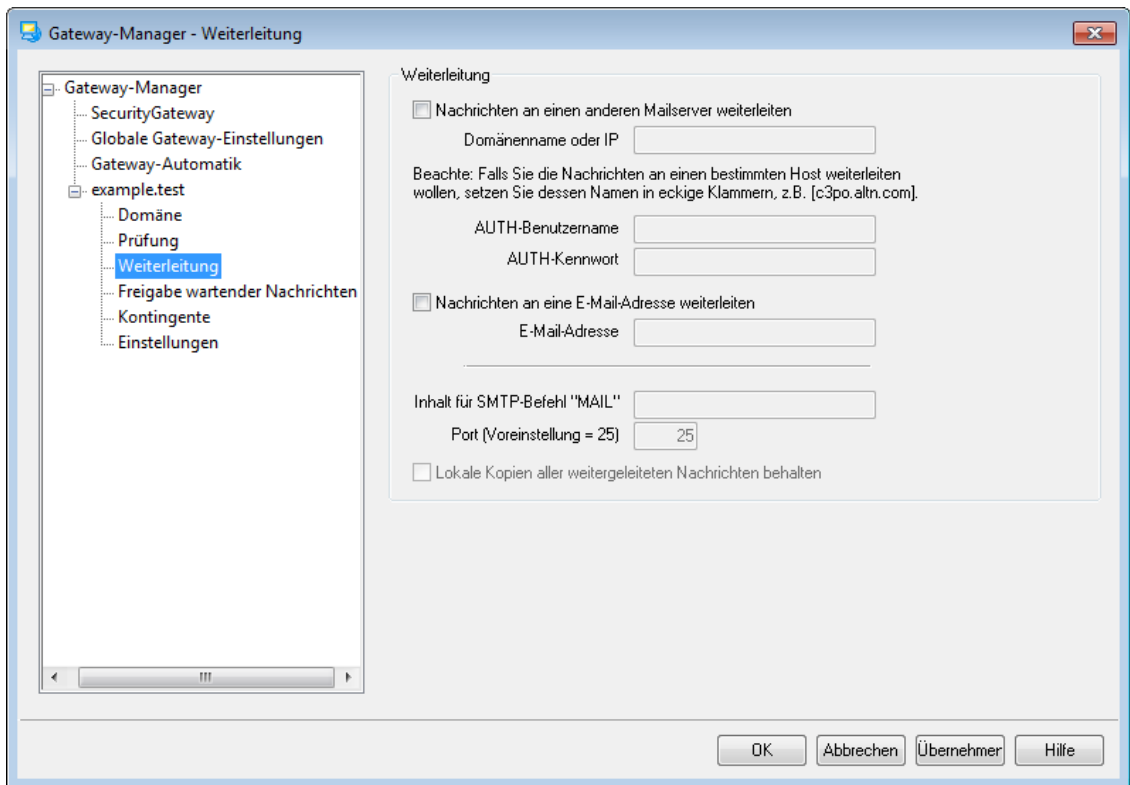 Gateway-Manager - Weiterleitung
Gateway-Manager
SecurityGateway
Globale Gateway-Einstellungen
Gateway-Automatik
example.test
Domäne
Prüfung
Weiterleitung
Freigabe wartender Nachrichten
Kontingente
Einstellungen
Weiterleitung
Nachrichten an einen anderen Mailserver weiterleiten
Domänenname oder IP
Beachte: Falls Sie die Nachrichten an einen bestimmten Host weiterleiten
wollen, setzen Sie dessen Namen in eckige Klammern, z.B. [c3po.altn.com].
AUTH-Benutzername
AUTH-Kennwort
Nachrichten an eine E-Mail-Adresse weiterleiten
E-Mail-Adresse
Inhalt für SMTP-Befehl "MAIL"
Port (Voreinstellung = 25)
25
Lokale Kopien aller weitergeleiteten Nachrichten behalten
OK
Abbrechen
Übernehmer
Hilfe